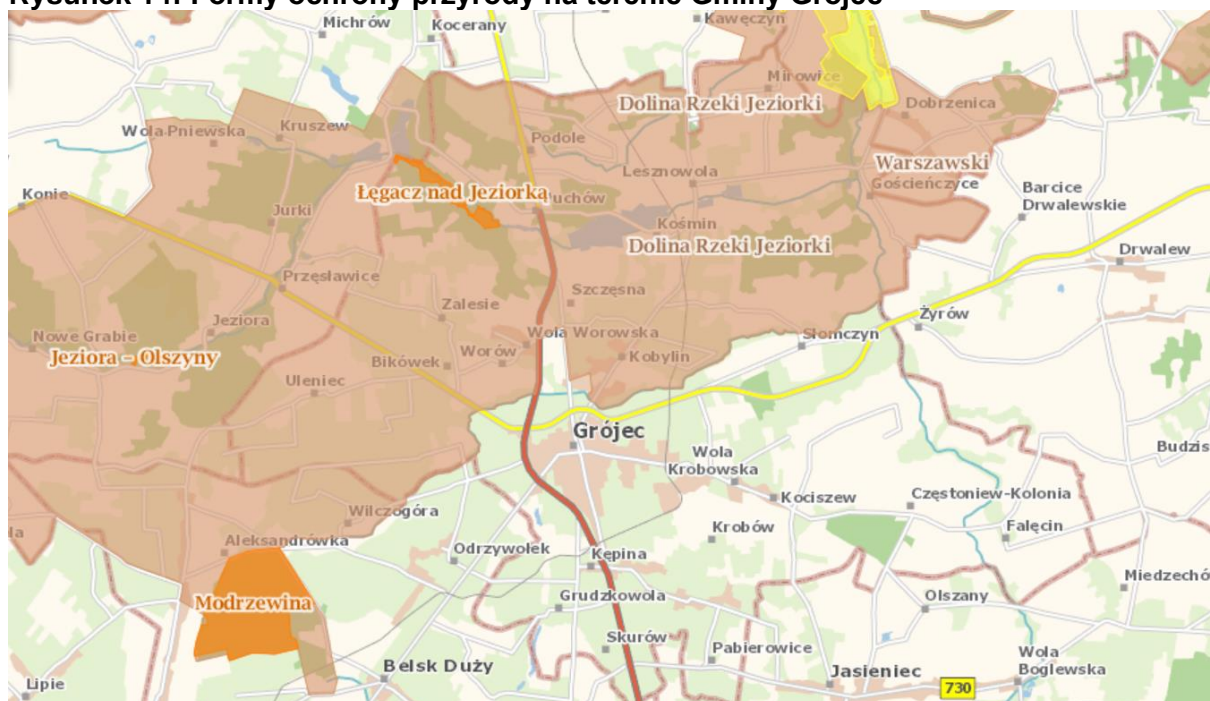 Michrów
Kocerany
Kawęczyn
Mirowice
Dolina Rzeki Jeziorki
Dobrzenica
Wola Pniewska
Kruszew
Podole
Warszawski
Lesznowola
Gościeńczyce
Konie
Łęgacz nad Jeziorką
uchów
Barcice
Drwalewskie
Jurki
Kośmin
Dolina Rzeki Jeziorki
Drwalew
Przęsławice
Szczęsna
Zalesie
Żyrów
Nowe Grabie
Jeziora
Wola Worowska
Słomczyn
Jeziora – Olszyny
Bikówek
Worów
Kobylin
Uleniec
Grójec
Wola
Krobowska
Budzis
Kociszew
Częstoniew-Kolonia
Wilczogóra
Krobów
Falęcin
la
Aleksandrówka
Odrzywołek
Kępina
Miedzechó
Modrzewina
Grudzkowola
Olszany
Skurów
Pabierowice
Belsk Duży
Jasieniec
Wola
Boglewska
Lipie
730